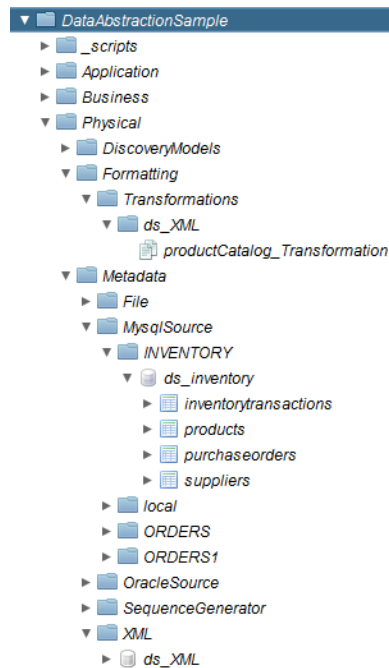 DataAbstractionSample
_scripts
Application
Business
Physical
DiscoveryModels
Formatting
Transformations
ds_XML
productCatalog_Transformation
Metadata
File
MysqlSource
INVENTORY
ds_inventory
inventorytransactions
products
purchaseorders
suppliers
local
ORDERS
ORDERS1
OracleSource
SequenceGenerator
XML
ds_XML